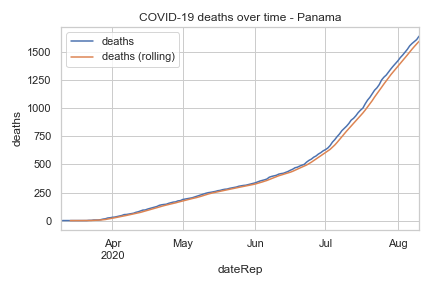 COVID-19 deaths over time - Panama
deaths
deaths (rolling)
1500
1250
1000
750
500
250
0
deaths
Apr
2020
May
Jun
Jul
Aug
dateRep